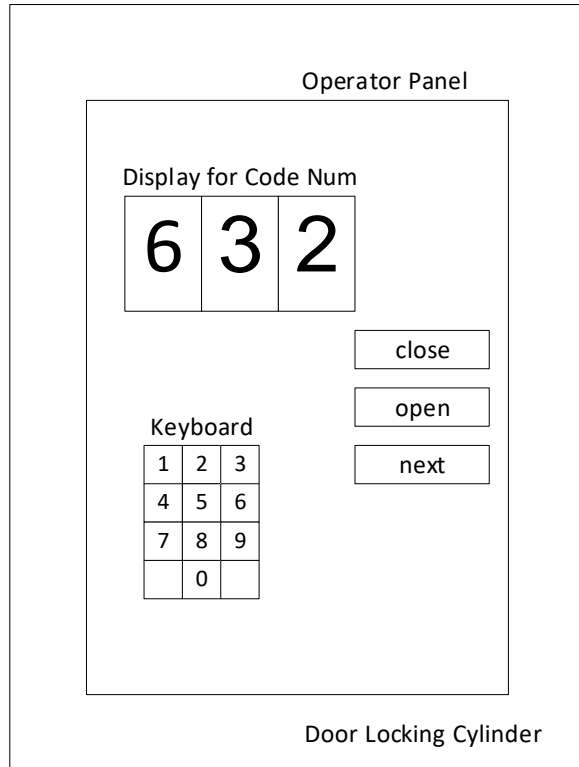 Operator Panel
Display for Code Num
6 3 2
close
open
Keyboard
next
1 2 3
4 5 6
7 8 9
0
Door Locking Cylinder